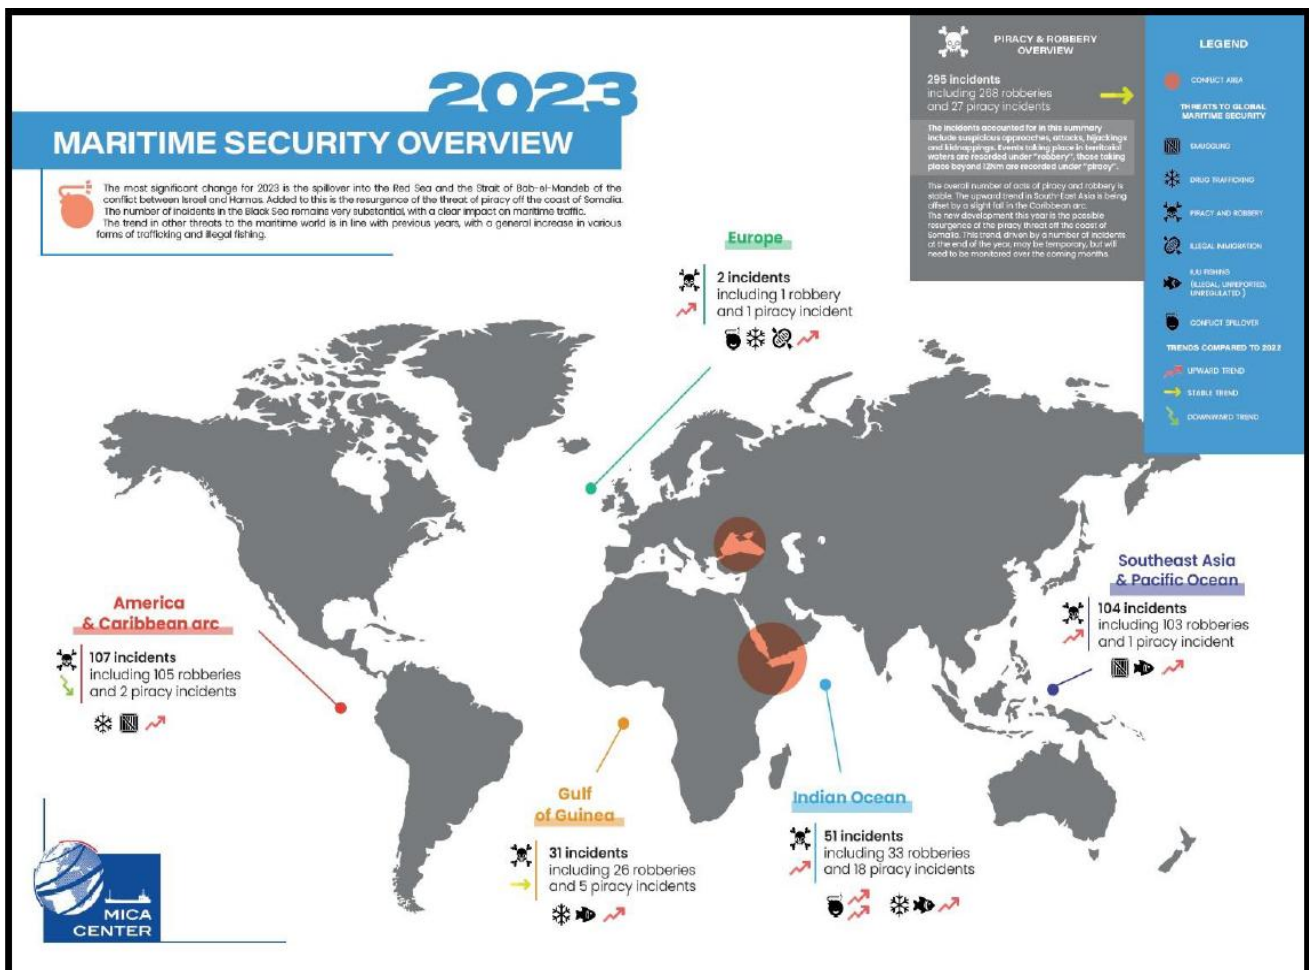 2023
MARITIME SECURITY OVERVIEW
The most significant change for 2023 is the spillover into the Red Sea and the Strait of Bab-el-Mandeb of the
conflict between Israel and Hamas. Added to this is the resurgence of the threat of piracy off the coast of Somalia.
The number of incidents in the Black Sea remains very substantial, with a clear impact on maritime traffic.
The trend in other threats to the maritime world is in line with previous years, with a general increase in various
forms of trafficking and illegal fishing.
PIRACY & ROBBERY
OVERVIEW
295 incidents
including 268 robberies
and 27 piracy incidents
The incidents accounted for in this summary
include suspicious approaches, attacks, hijackings
and kidnappings. Events taking place in territorial
waters are recorded under "robbery", those taking
place beyond 12Nm are recorded under "piracy".
The overall number of acts of piracy and robbery is
stable. The upward trend in South-East Asia is being
offset by a slight fall in the Caribbean arc.
The new development this year is the possible
resurgence of the piracy threat off the coast of
Somalia. This trend, driven by a number of incidents
at the end of the year, may be temporary, but will
need to be monitored over the coming months.
LEGEND
CONFLICT AREA
THREATS TO GLOBAL
MARITIME SECURITY
SMUGGLING
DRUG TRAFFICKING
PIRACY AND ROBBERY
ILLEGAL IMMIGRATION
IUU FISHING
(ILLEGAL, UNREPORTED,
UNREGULATED )
CONFLICT SPILLOVER
TRENDS COMPARED TO 2022
UPWARD TREND
STABLE TREND
DOWNWARD TREND
Europe
2 incidents
including 1 robbery
and 1 piracy incident
Southeast Asia
& Pacific Ocean
104 incidents
including 103 robberies
and 1 piracy incident
America
& Caribbean arc
107 incidents
including 105 robberies
and 2 piracy incidents
Gulf
of Guinea
31 incidents
including 26 robberies
and 5 piracy incidents
Indian Ocean
51 incidents
including 33 robberies
and 18 piracy incidents
MICA
CENTER